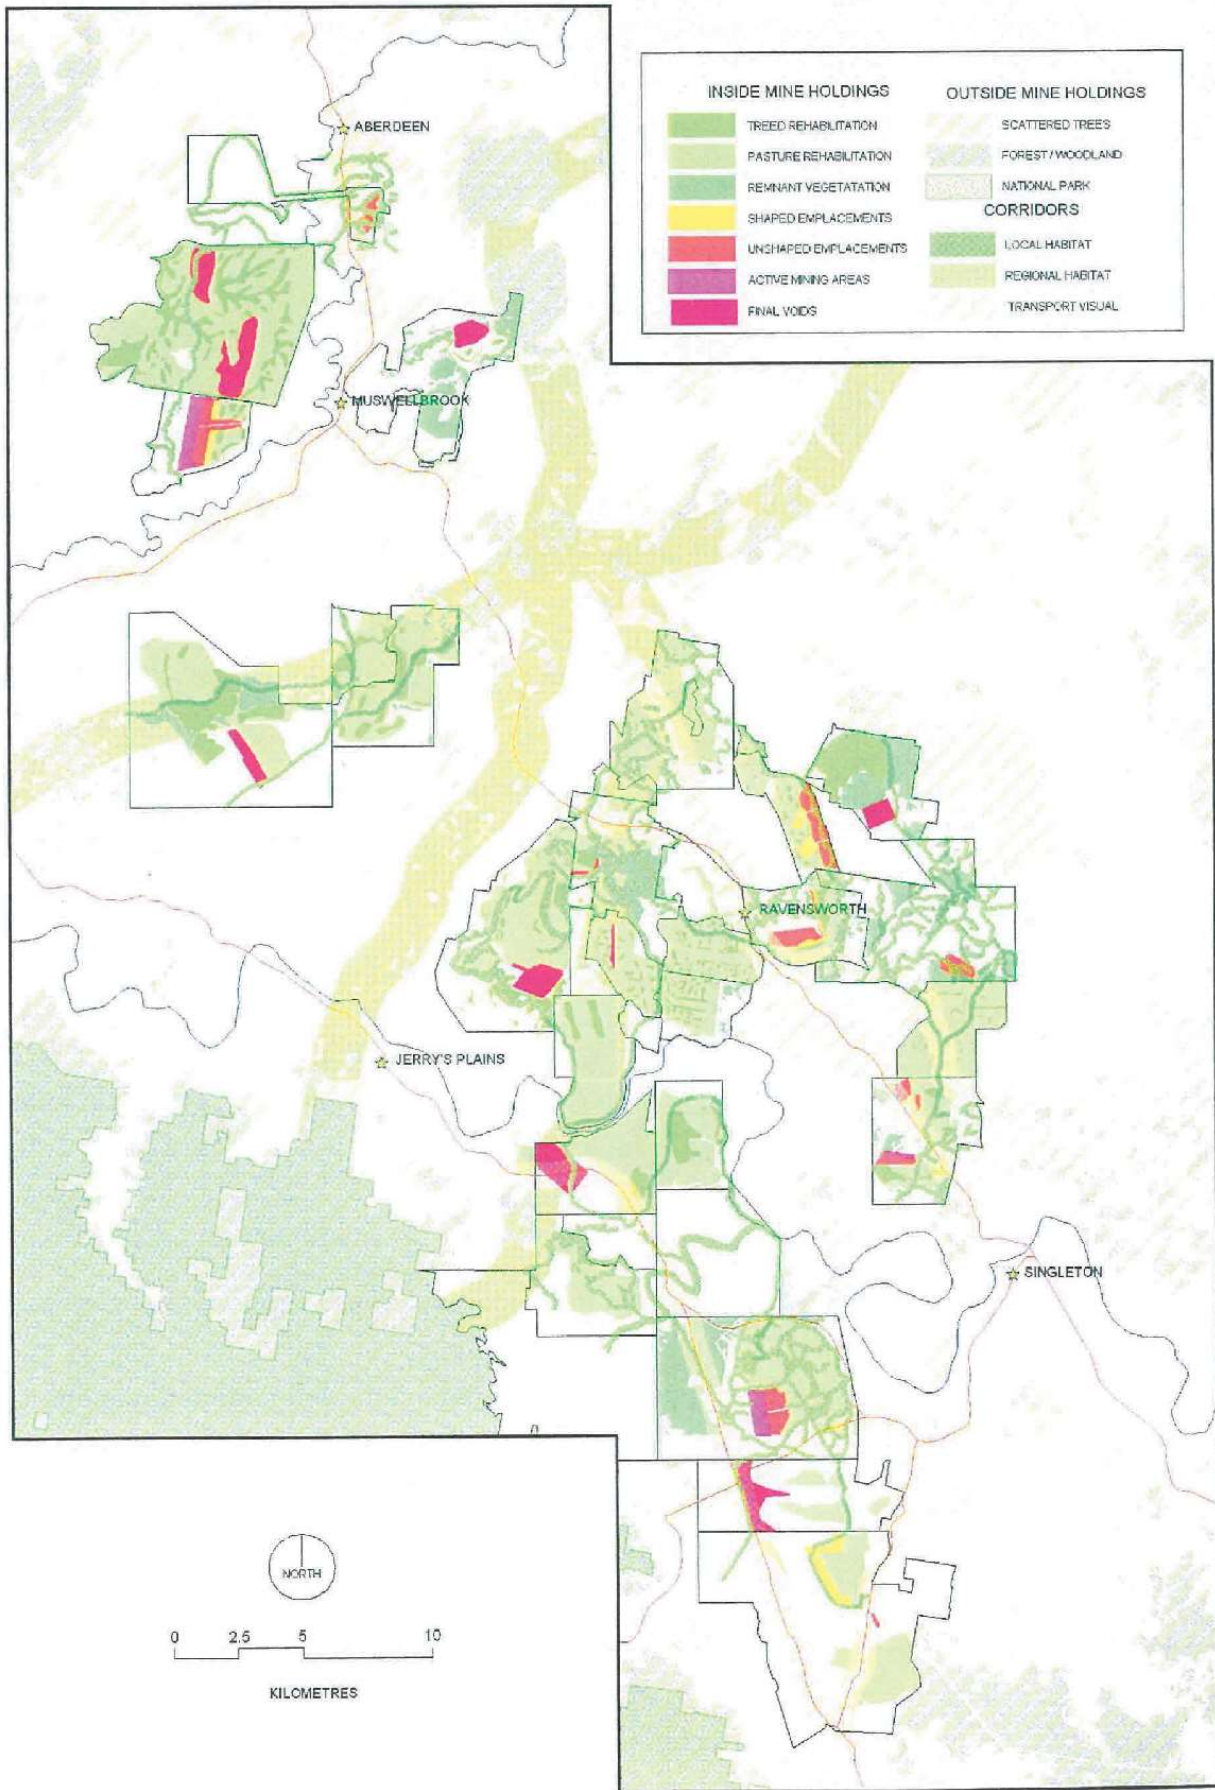 INSIDE MINE HOLDINGS
TREED REHABILITATION
PASTURE REHABILITATION
REMNANT VEGETATATION
SHAPED EMPLACEMENTS
UNSHAPED EMPLACEMENTS
ACTIVE MINING AREAS
FINAL VOIDS
OUTSIDE MINE HOLDINGS
SCATTERED TREES
FOREST / WOODLAND
NATIONAL PARK
CORRIDORS
LOCAL HABITAT
REGIONAL HABITAT
TRANSPORT VISUAL
ABERDEEN
MUSWELLBROOK
RAVENSWORTH
JERRY'S PLAINS
SINGLETON
NORTH
0 2.5 5 10
KILOMETRES